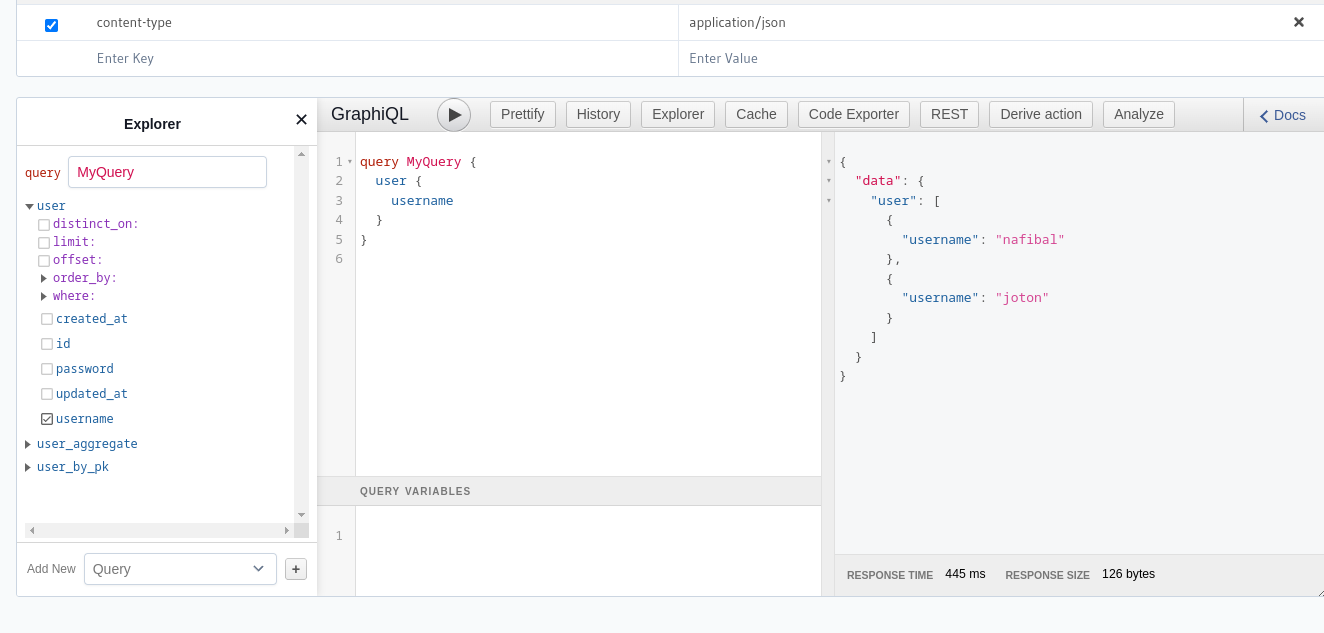 content-type application/json
Enter Key Enter Value
Explorer
GraphiQL Prettify History Explorer Cache Code Exporter REST Derive action Analyze Docs
query MyQuery
user
distinct_on:
limit:
offset:
order_by:
where:
created_at
id
password
updated_at
username
user_aggregate
user_by_pk
Add New Query +
1 query MyQuery {
2 user {
3 username
4 }
5 }
6
QUERY VARIABLES
1
{
"data": {
"user": [
{
"username": "nafibal"
},
{
"username": "joton"
}
]
}
}
RESPONSE TIME 445 ms RESPONSE SIZE 126 bytes